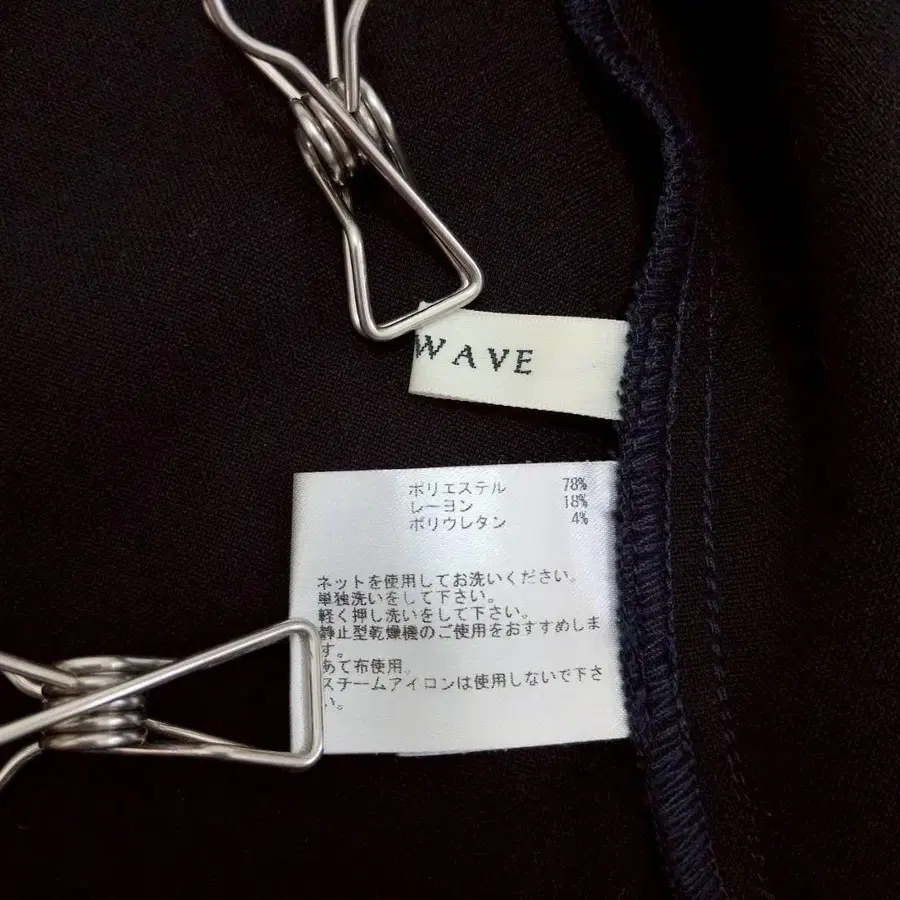 WAVE
ポリエステル 78%
レーヨン 18%
ポリウレタン 4%
ネットを使用してお洗いください。
単独洗いをして下さい。
軽く押し洗いをして下さい。
静止型乾燥機のご使用をおすすめしま
す。
あて布使用。
スチームアイロンは使用しないで下さ
い。